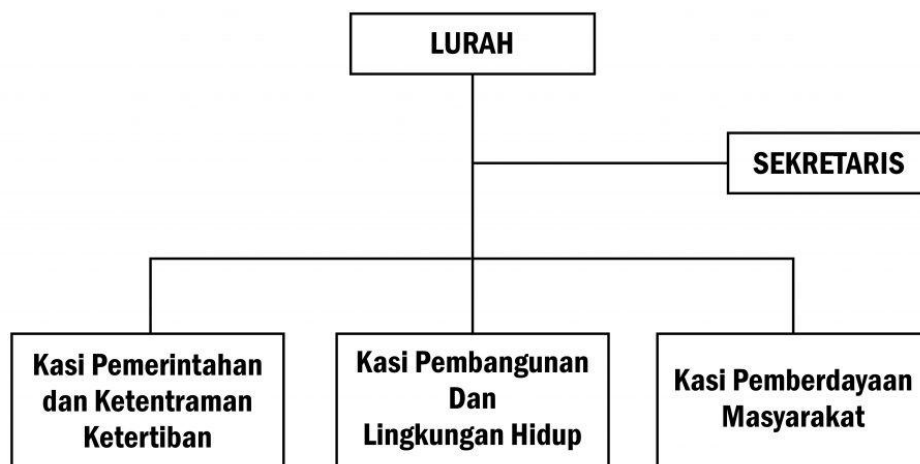 LURAH
SEKRETARIS
Kasi Pemerintahan
dan Ketentraman
Ketertiban
Kasi Pembangunan
Dan
Lingkungan Hidup
Kasi Pemberdayaan
Masyarakat